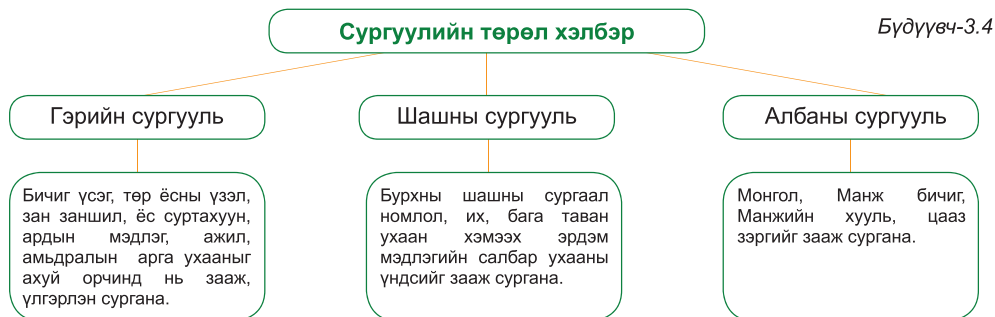 Сургуулийн төрөл хэлбэр
Бүдүүвч-3.4
Гэрийн сургууль
Шашны сургууль
Албаны сургууль
Бичиг үсэг, төр ёсны үзэл,
зан заншил, ёс суртахуун,
ардын мэдлэг, ажил,
амьдралын арга ухааныг
ахуй орчинд нь зааж,
үлгэрлэн сургана.
Бурхны шашны сургаал
номлол, их, бага таван
ухаан хэмээх эрдэм
мэдлэгийн салбар ухааны
үндсийг зааж сургана.
Монгол, Манж бичиг,
Манжийн хууль, цааз
зэргийг зааж сургана.